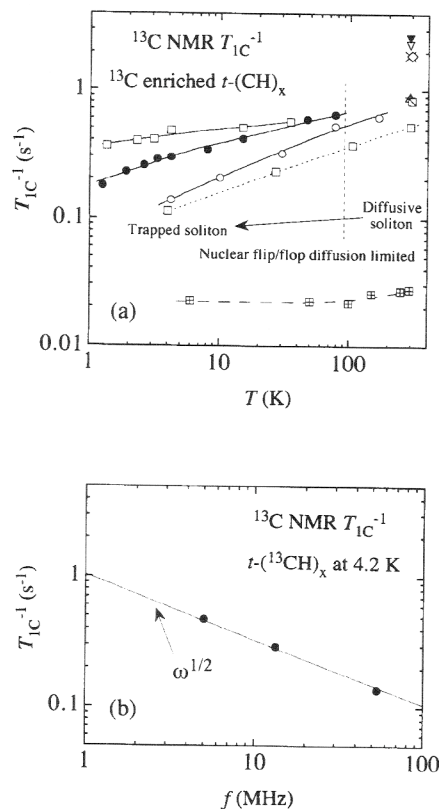 ¹³C NMR T₁C⁻¹
¹³C enriched t-(CH)ₓ
10
1
0.1
0.01
T₁C⁻¹ (s⁻¹)
Trapped soliton
Diffusive
soliton
Nuclear flip/flop diffusion limited
(a)
1
10
100
T (K)
¹³C NMR T₁C⁻¹
t-(¹³CH)ₓ at 4.2 K
1
0.1
T₁C⁻¹ (s⁻¹)
ω¹/²
(b)
1
10
100
f (MHz)